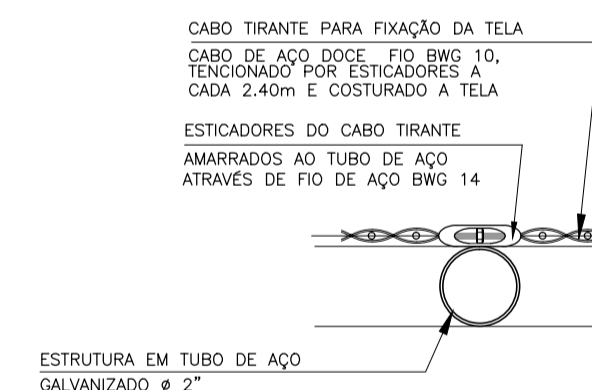 CABO TIRANTE PARA FIXAÇÃO DA TELA
CABO DE AÇO DOCE FIO BWG 10,
TENCIONADO POR ESTICADORES A
CADA 2.40m E COSTURADO A TELA
ESTICADORES DO CABO TIRANTE
AMARRADOS AO TUBO DE AÇO
ATRAVÉS DE FIO DE AÇO BWG 14
ESTRUTURA EM TUBO DE AÇO
GALVANIZADO ø 2"